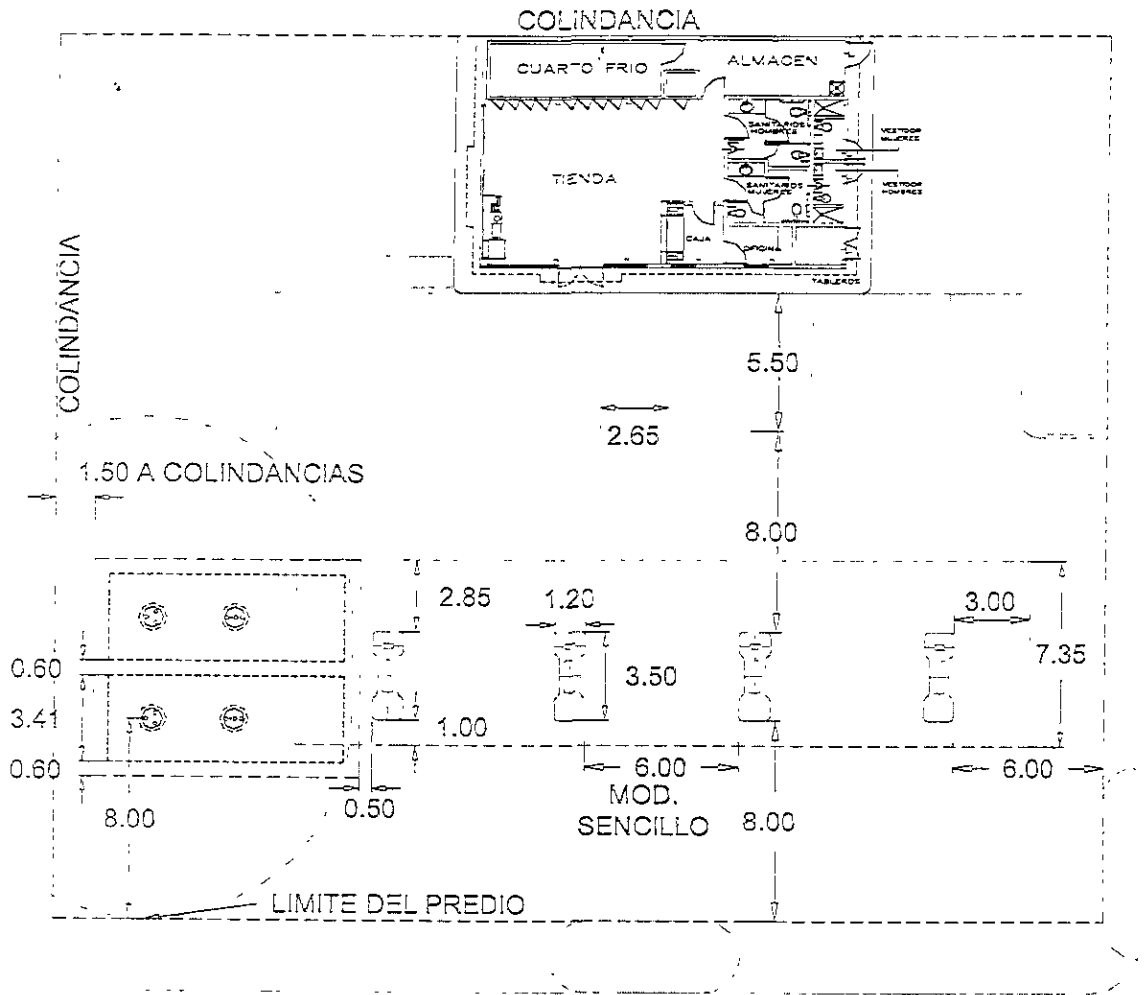 COLINDANCIA
CUARTO FRIO
ALMACEN
SANITARIOS
HOMBRES
VESTIDOR
MUJERES
TIENDA
SANITARIOS
MUJERES
VESTIDOR
HOMBRES
CAJA
OFICINA
TABLEROS
COLINDANCIA
5.50
2.65
1.50 A COLINDANCIAS
8.00
2.85
1.20
3.00
7.35
0.60
3.50
3.41
1.00
0.60
6.00
6.00
8.00
0.50
MOD.
SENCILLO
8.00
LIMITE DEL PREDIO